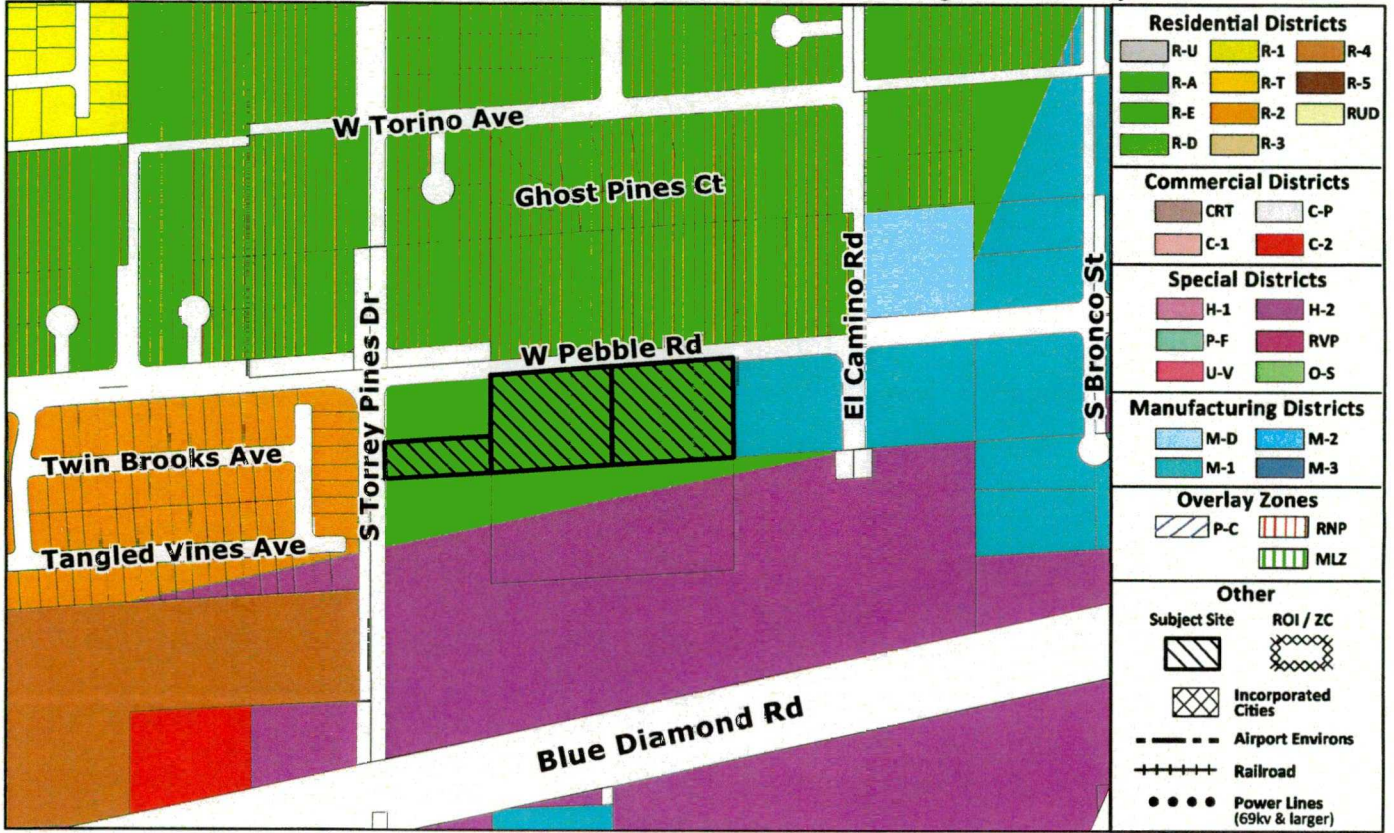 W Torino Ave
Ghost Pines Ct
S Torrey Pines Dr
El Camino Rd
S Bronco St
W Pebble Rd
Twin Brooks Ave
Tangled Vines Ave
Blue Diamond Rd
Residential Districts
R-U R-1 R-4
R-A R-T R-5
R-E R-2 RUD
R-D R-3
Commercial Districts
CRT C-P
C-1 C-2
Special Districts
H-1 H-2
P-F RVP
U-V O-S
Manufacturing Districts
M-D M-2
M-1 M-3
Overlay Zones
P-C RNP
MLZ
Other
Subject Site ROI / ZC
Incorporated
Cities
Airport Environs
Railroad
Power Lines
(69kv & larger)